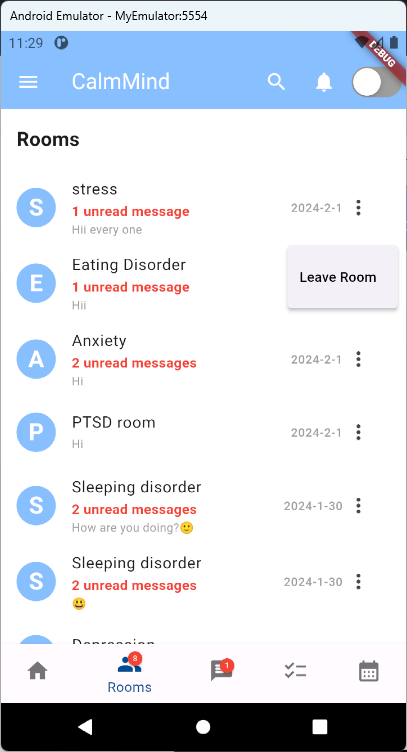 Android Emulator - MyEmulator:5554
11:29
DEBUG
CalmMind
Rooms
S
stress
1 unread message
Hii every one
2024-2-1
E
Eating Disorder
1 unread message
Hii
Leave Room
A
Anxiety
2 unread messages
Hi
2024-2-1
P
PTSD room
Hi
2024-2-1
S
Sleeping disorder
2 unread messages
How are you doing?🙂
2024-1-30
S
Sleeping disorder
2 unread messages
😃
2024-1-30
Depression
8
1
Rooms